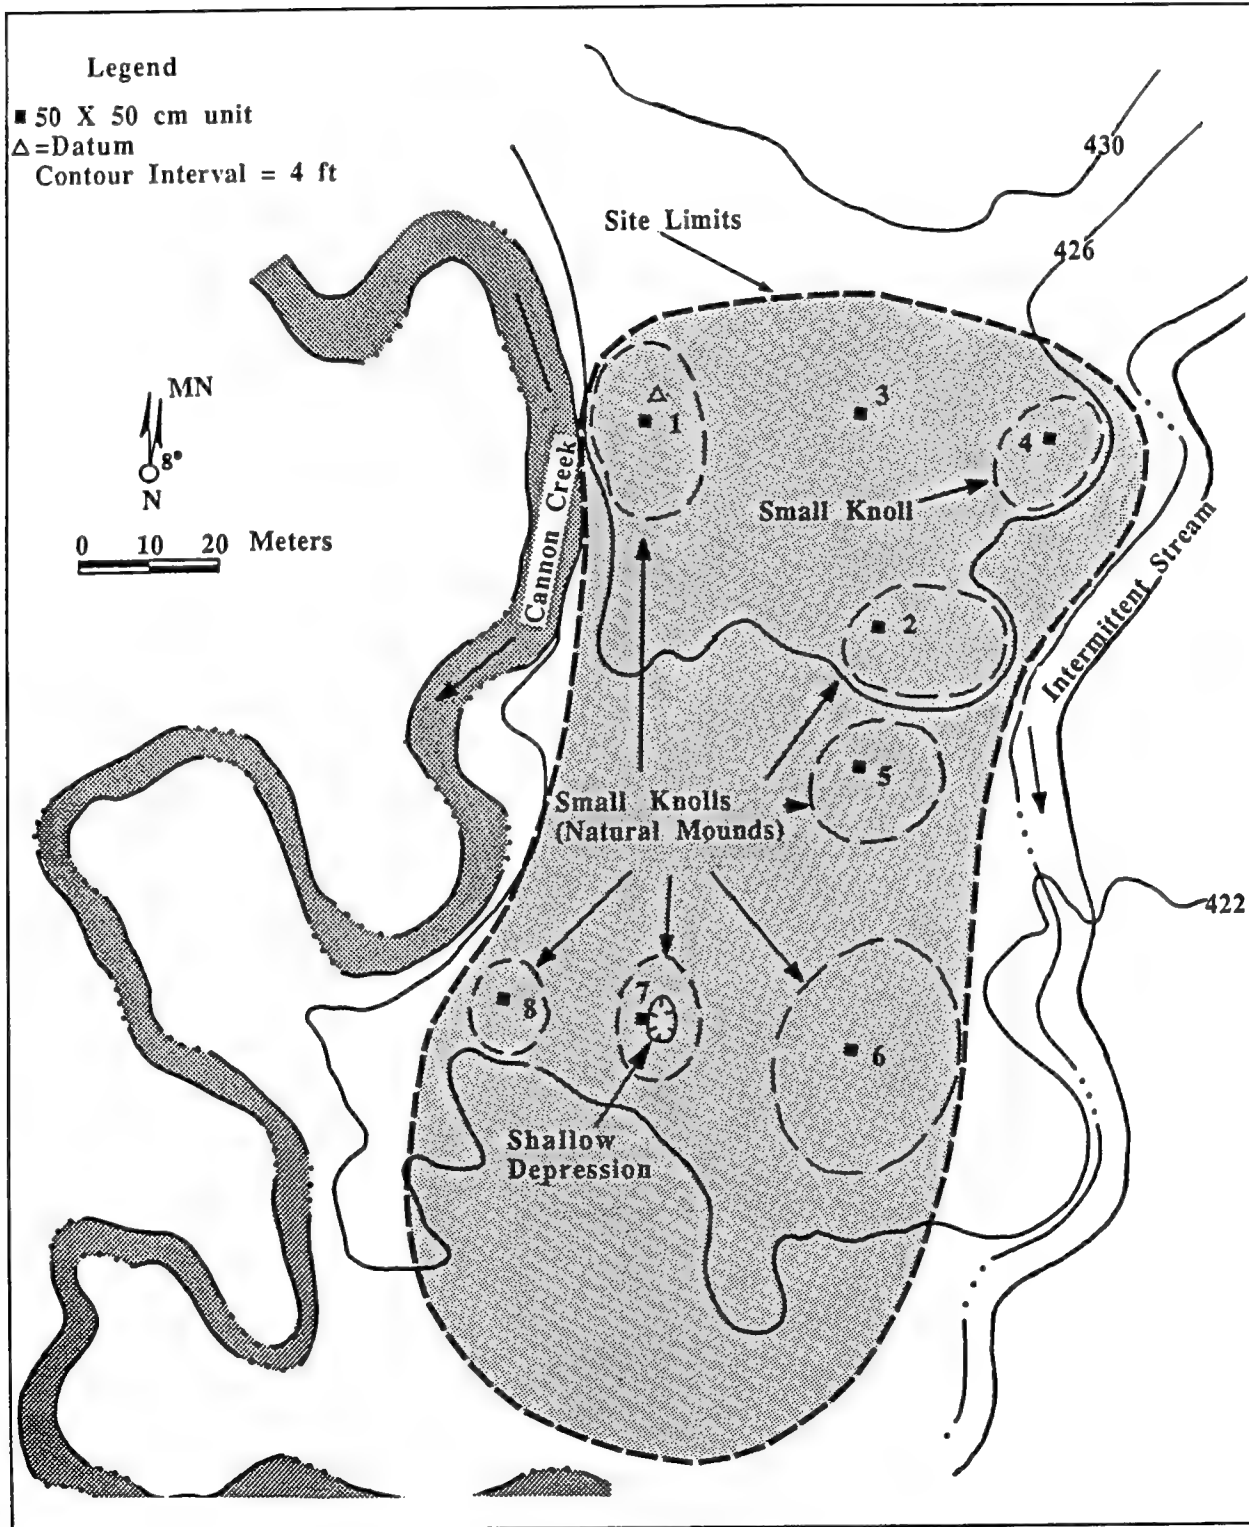 Legend
■ 50 X 50 cm unit
△=Datum
Contour Interval = 4 ft
430
Site Limits
426
MN
8°
N
0 10 20 Meters
Cannon Creek
1
3
4
Small Knoll
2
Intermittent Stream
5
Small Knolls
(Natural Mounds)
422
8
7
6
Shallow
Depression